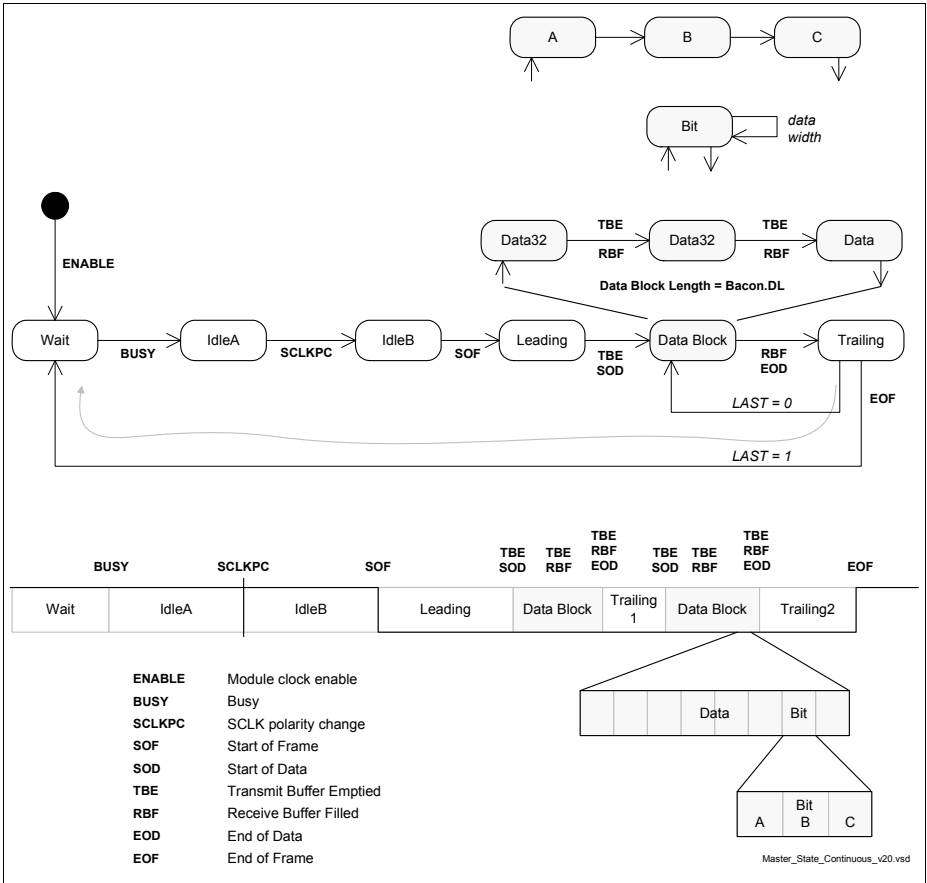 A B C
Bit
data
width
TBE TBE
Data32 Data32 Data
RBF RBF
ENABLE
Data Block Length = Bacon.DL
Wait IdleA IdleB Leading Data Block Trailing
BUSY SCLKPC SOF TBE RBF
SOD EOD
LAST = 0 EOF
LAST = 1
TBE TBE
TBE TBE RBF TBE TBE RBF
BUSY SCLKPC SOF SOD RBF EOD SOD RBF EOD EOF
Wait IdleA IdleB Leading Data Block Trailing Data Block Trailing2
1
ENABLE Module clock enable
BUSY Busy
SCLKPC SCLK polarity change
SOF Start of Frame
SOD Start of Data
TBE Transmit Buffer Emptied
RBF Receive Buffer Filled
EOD End of Data
EOF End of Frame
Data Bit
Bit
A B C
Master_State_Continuous_v20.vsd